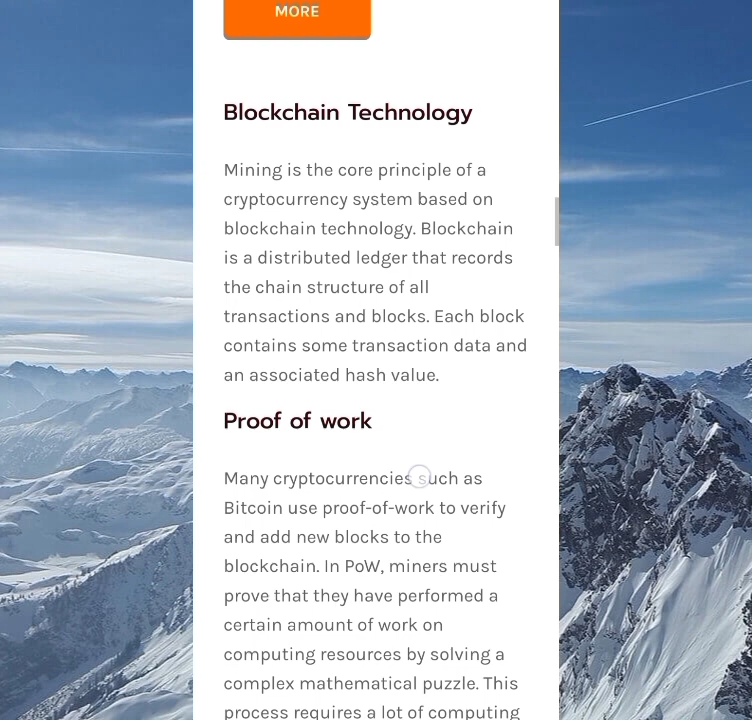 MORE
Blockchain Technology
Mining is the core principle of a
cryptocurrency system based on
blockchain technology. Blockchain
is a distributed ledger that records
the chain structure of all
transactions and blocks. Each block
contains some transaction data and
an associated hash value.
Proof of work
Many cryptocurrencies such as
Bitcoin use proof-of-work to verify
and add new blocks to the
blockchain. In PoW, miners must
prove that they have performed a
certain amount of work on
computing resources by solving a
complex mathematical puzzle. This
process requires a lot of computing